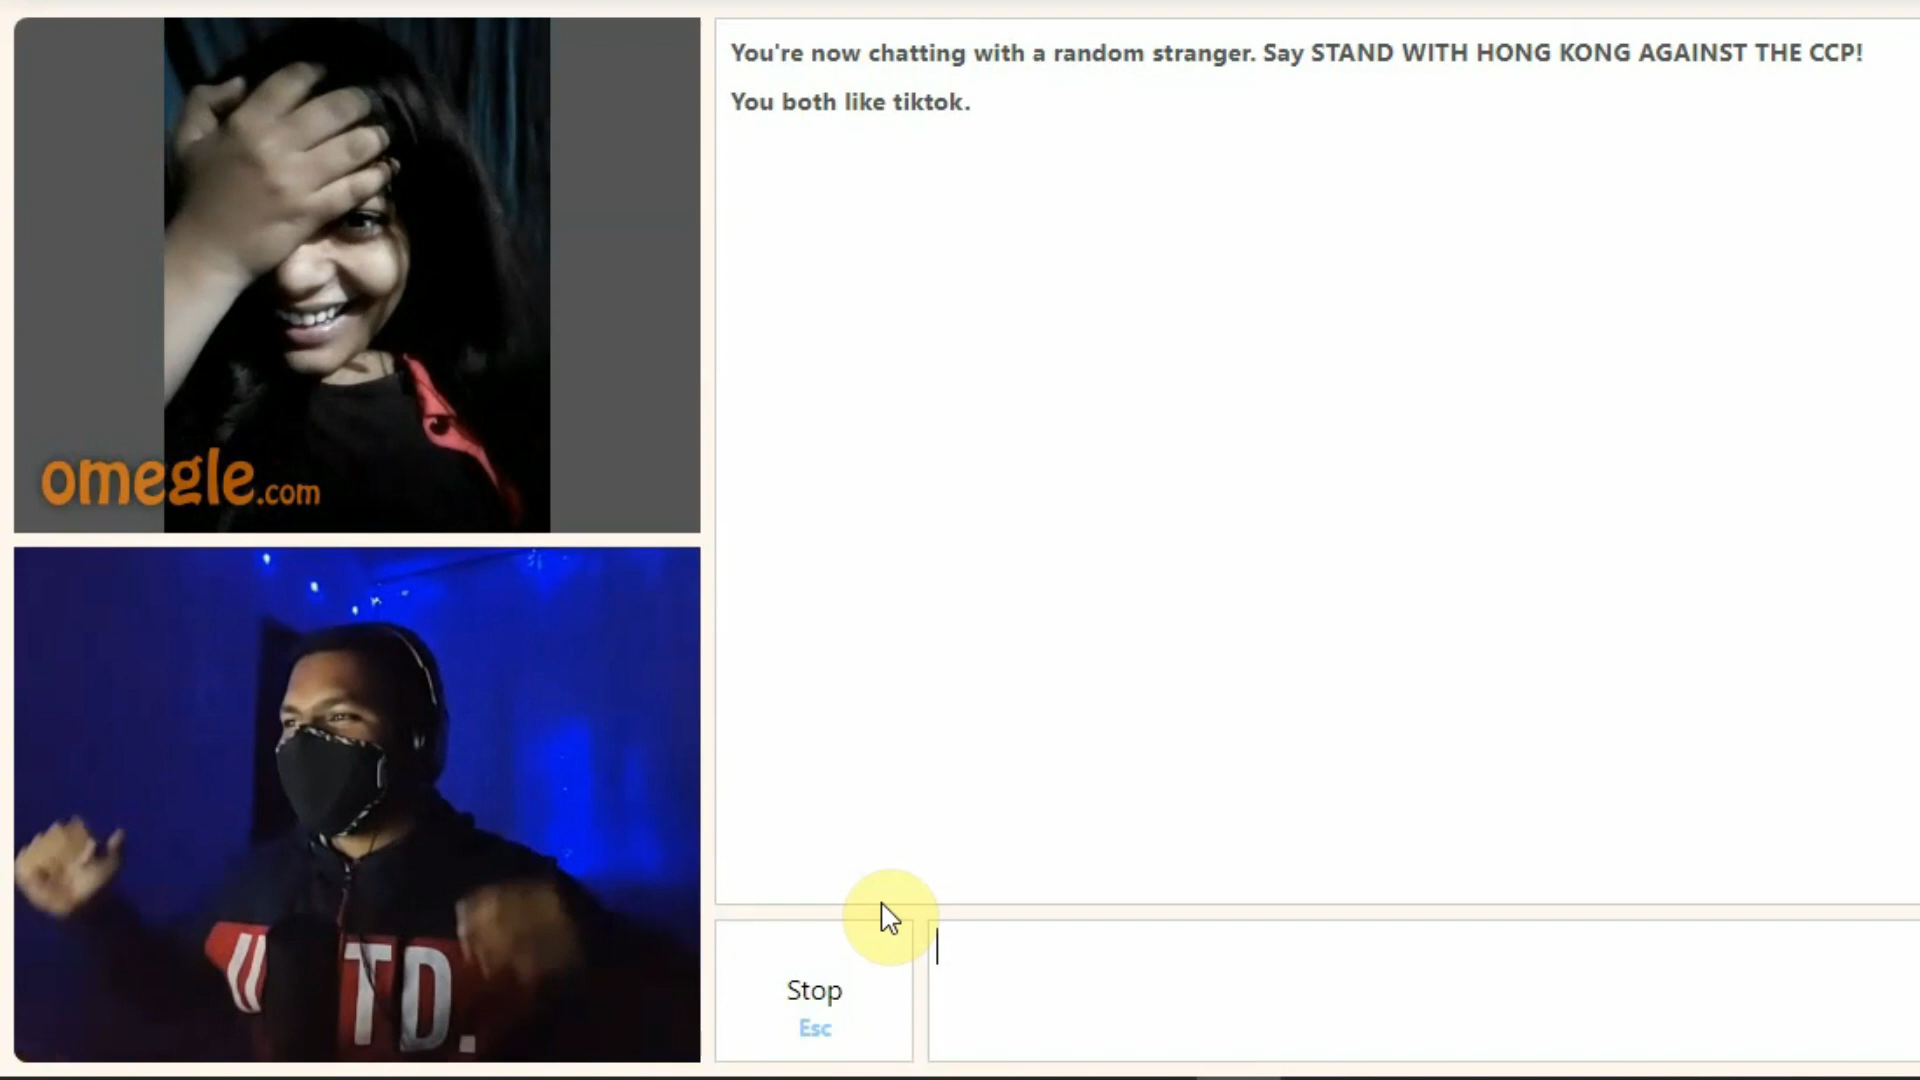 You're now chatting with a random stranger. Say STAND WITH HONG KONG AGAINST THE CCP!
You both like tiktok.
omegle.com
TD.
Stop
Esc